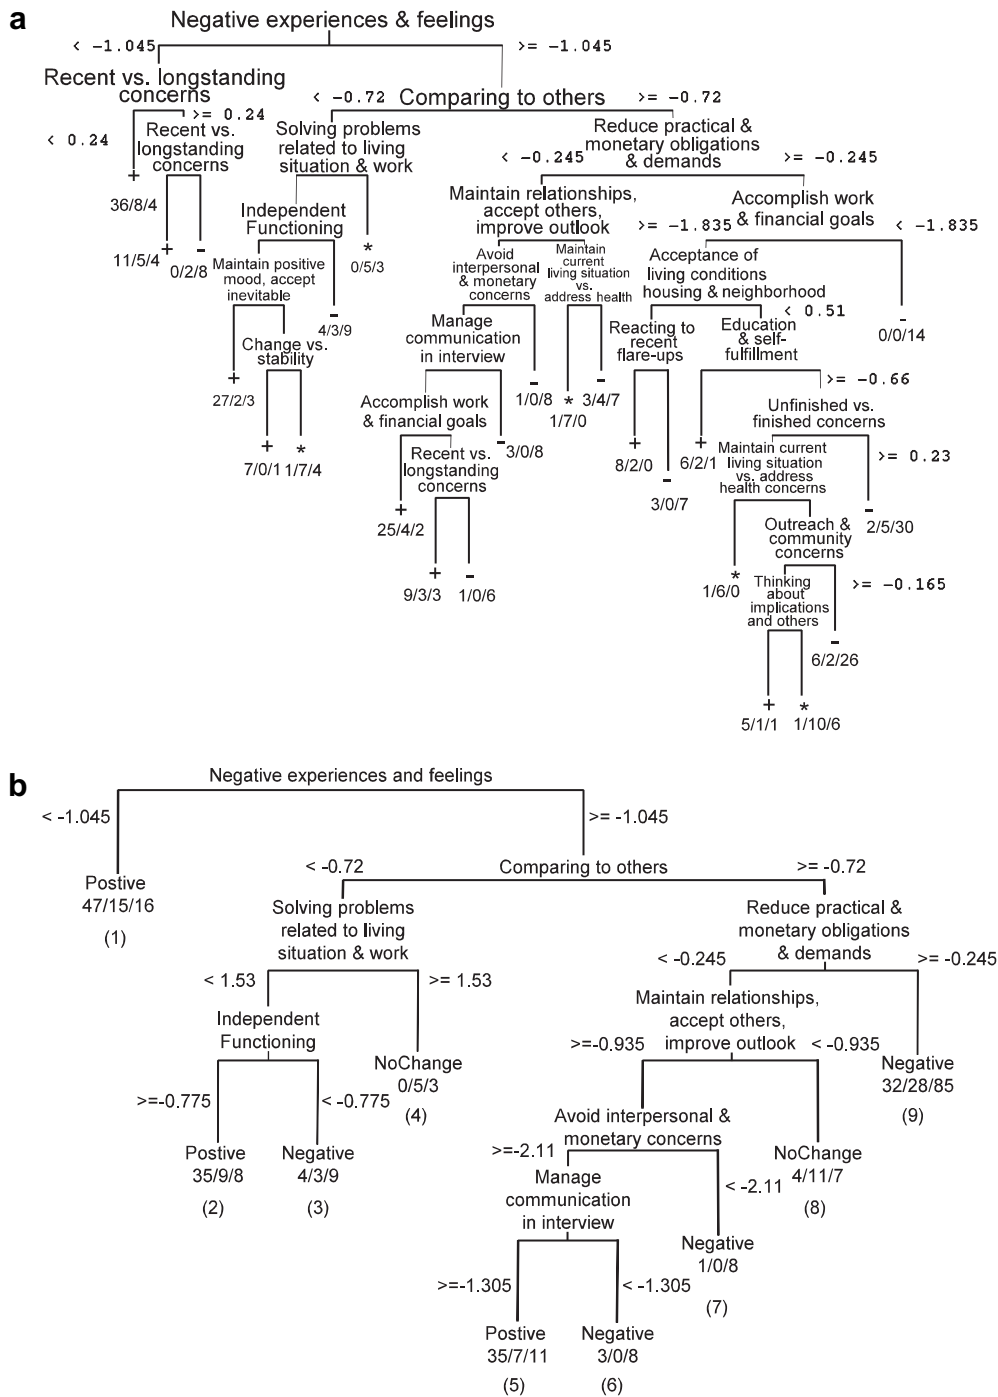 a
Negative experiences & feelings
< -1.045
>= -1.045
Recent vs. longstanding
concerns
< -0.72
Comparing to others
>= -0.72
< 0.24
>= 0.24
Recent vs.
longstanding
concerns
Solving problems
related to living
situation & work
Reduce practical &
monetary obligations
& demands
< -0.245
>= -0.245
+
36/8/4
Independent
Functioning
Maintain relationships,
accept others,
improve outlook
Accomplish work
& financial goals
>= -1.835
< -1.835
+
11/5/4
-
0/2/8
*
0/5/3
Maintain positive
mood, accept
inevitable
Avoid
interpersonal
& monetary
concerns
Maintain
current
living situation
vs.
address health
Acceptance of
living conditions
housing & neighborhood
< 0.51
-
4/3/9
Change vs.
stability
Manage
communication
in interview
Reacting to
recent
flare-ups
Education
& self-
fulfillment
-
0/0/14
+
27/2/3
-
1/0/8
*
1/7/0
-
3/4/7
>= -0.66
Accomplish work
& financial goals
Unfinished vs.
finished concerns
+
7/0/1
*
1/7/4
-
3/0/8
Recent vs.
longstanding
concerns
+
8/2/0
+
6/2/1
Maintain current
living situation
vs. address
health concerns
>= 0.23
-
3/0/7
+
25/4/2
-
2/5/30
Outreach &
community
concerns
+
9/3/3
-
1/0/6
*
1/6/0
Thinking
about
implications
and others
>= -0.165
-
6/2/26
+
5/1/1
*
1/10/6
b
Negative experiences and feelings
< -1.045
>= -1.045
Postive
47/15/16
(1)
< -0.72
Comparing to others
>= -0.72
Solving problems
related to living
situation & work
Reduce practical &
monetary obligations
& demands
< 1.53
>= 1.53
< -0.245
>= -0.245
Independent
Functioning
Maintain relationships,
accept others,
improve outlook
NoChange
0/5/3
(4)
>=-0.935
< -0.935
Negative
32/28/85
(9)
>=-0.775
< -0.775
Avoid interpersonal &
monetary concerns
Postive
35/9/8
(2)
Negative
4/3/9
(3)
>=-2.11
< -2.11
NoChange
4/11/7
(8)
Manage
communication
in interview
Negative
1/0/8
(7)
>=-1.305
< -1.305
Postive
35/7/11
(5)
Negative
3/0/8
(6)